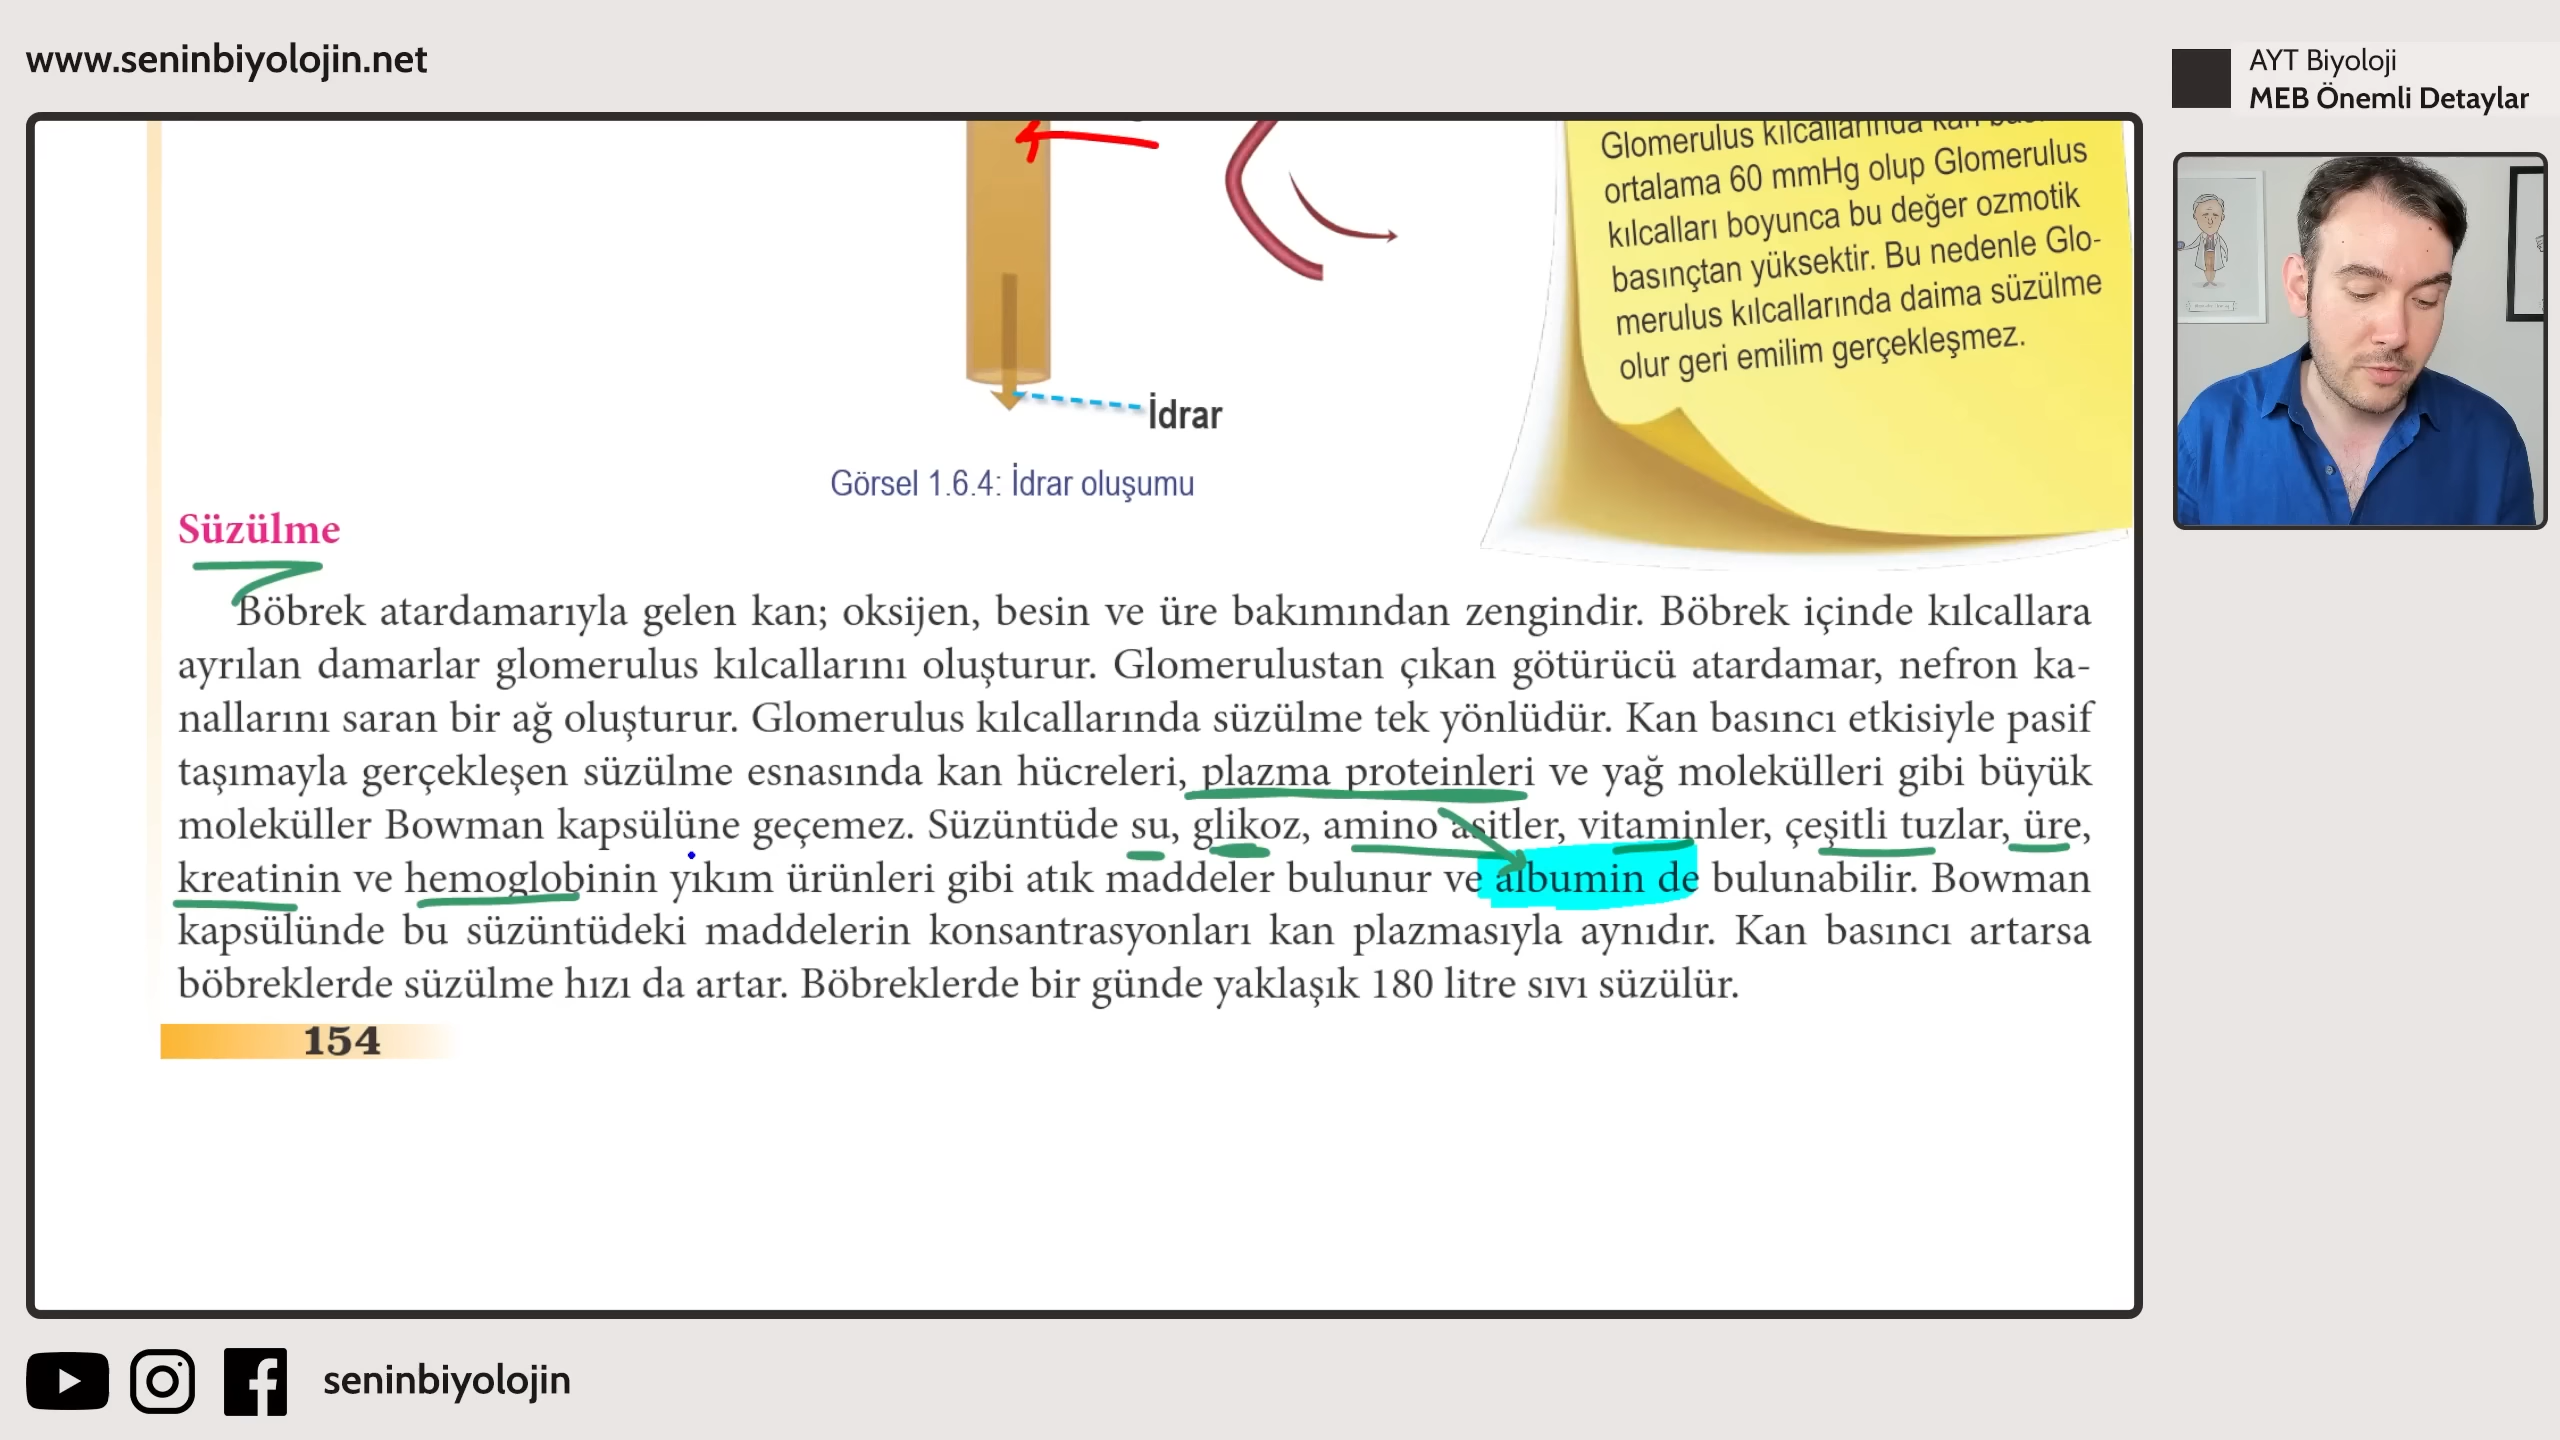 www.seninbiyolojin.net
AYT Biyoloji
MEB Önemli Detaylar
Glomerulus kılcallarında kan
ortalama 60 mmHg olup Glomerulus
kılcalları boyunca bu değer ozmotik
basınçtan yüksektir. Bu nedenle Glo-
merulus kılcallarında daima süzülme
olur geri emilim gerçekleşmez.
İdrar
Görsel 1.6.4: İdrar oluşumu
Süzülme
Böbrek atardamarıyla gelen kan; oksijen, besin ve üre bakımından zengindir. Böbrek içinde kılcallara
ayrılan damarlar glomerulus kılcallarını oluşturur. Glomerulustan çıkan götürücü atardamar, nefron ka-
nallarını saran bir ağ oluşturur. Glomerulus kılcallarında süzülme tek yönlüdür. Kan basıncı etkisiyle pasif
taşımayla gerçekleşen süzülme esnasında kan hücreleri, plazma proteinleri ve yağ molekülleri gibi büyük
moleküller Bowman kapsülüne geçemez. Süzüntüde su, glikoz, amino asitler, vitaminler, çeşitli tuzlar, üre,
kreatinin ve hemoglobinin yıkım ürünleri gibi atık maddeler bulunur ve albumin de bulunabilir. Bowman
kapsülünde bu süzüntüdeki maddelerin konsantrasyonları kan plazmasıyla aynıdır. Kan basıncı artarsa
böbreklerde süzülme hızı da artar. Böbreklerde bir günde yaklaşık 180 litre sıvı süzülür.
154
seninbiyolojin